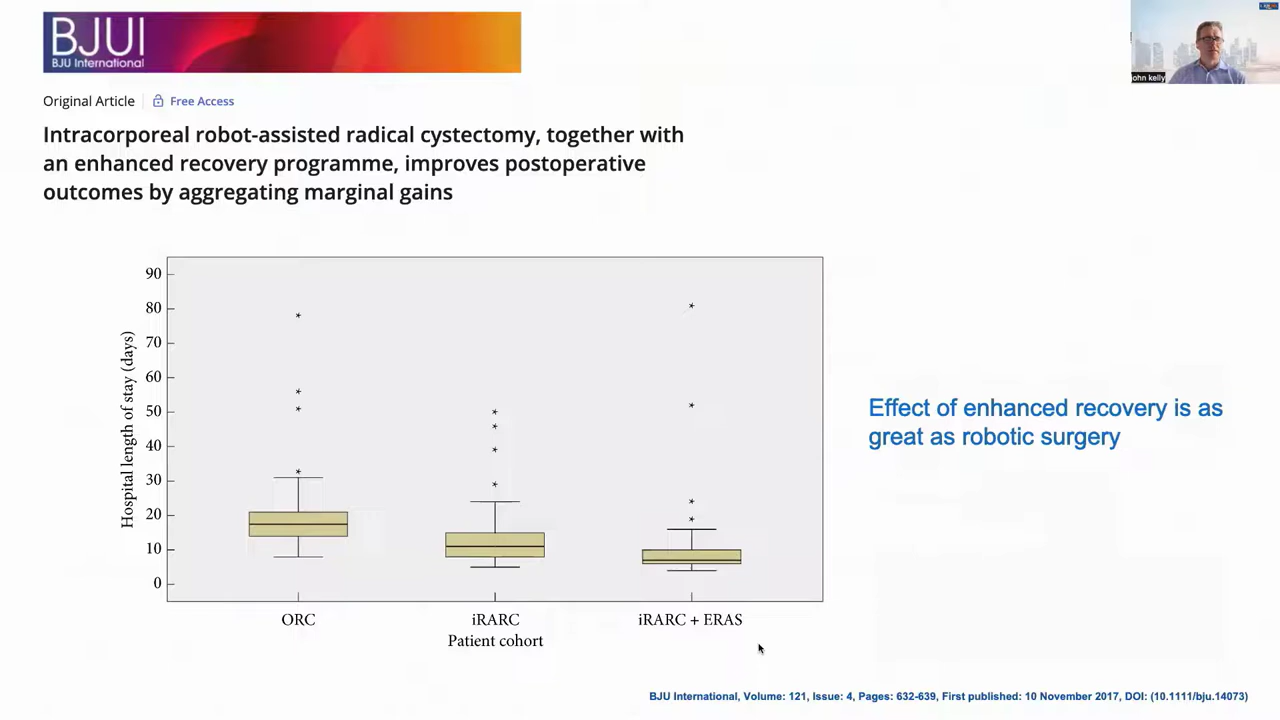 BJUI
BJU International
john kelly
Original Article Free Access
Intracorporeal robot-assisted radical cystectomy, together with
an enhanced recovery programme, improves postoperative
outcomes by aggregating marginal gains
90
80
70
60
50
40
30
20
10
0
Hospital length of stay (days)
ORC
iRARC
iRARC + ERAS
Patient cohort
Effect of enhanced recovery is as
great as robotic surgery
BJU International, Volume: 121, Issue: 4, Pages: 632-639, First published: 10 November 2017, DOI: (10.1111/bju.14073)